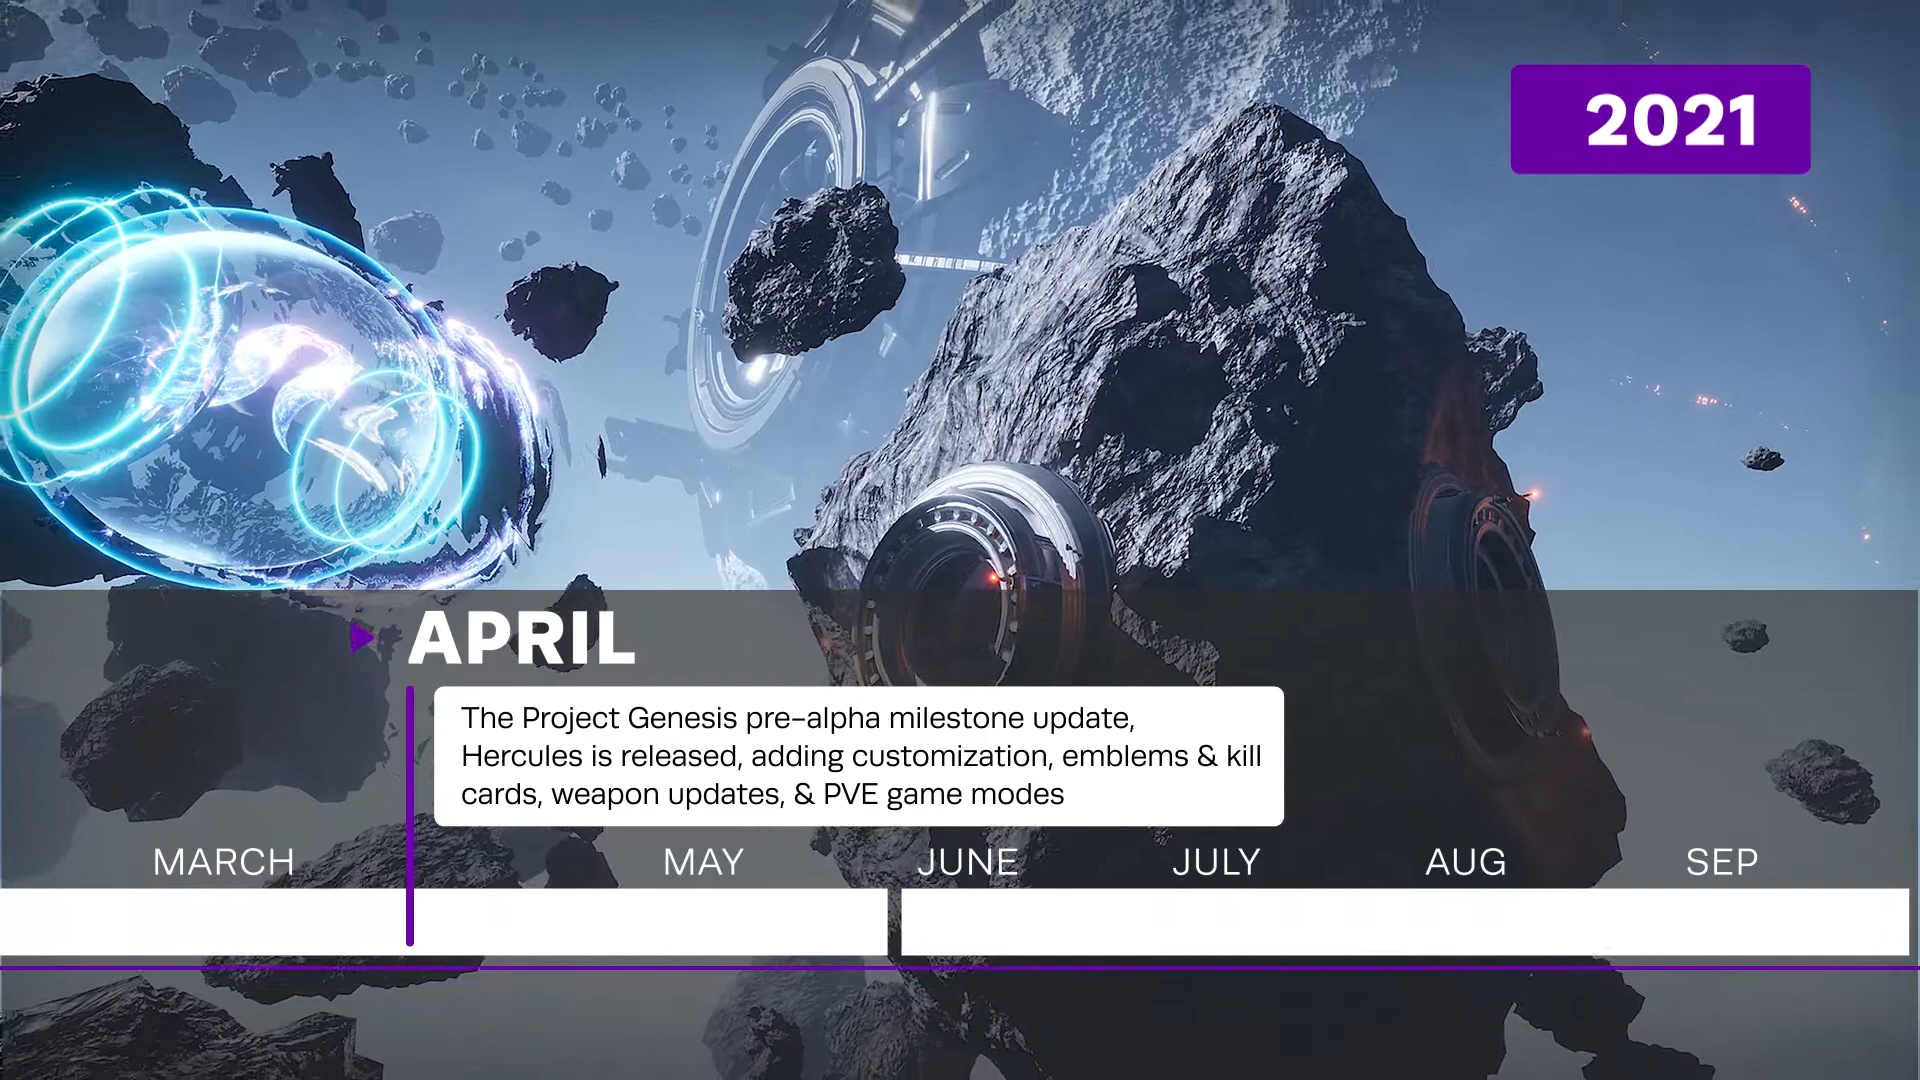 2021
APRIL
The Project Genesis pre-alpha milestone update,
Hercules is released, adding customization, emblems & kill
cards, weapon updates, & PVE game modes
MARCH MAY JUNE JULY AUG SEP